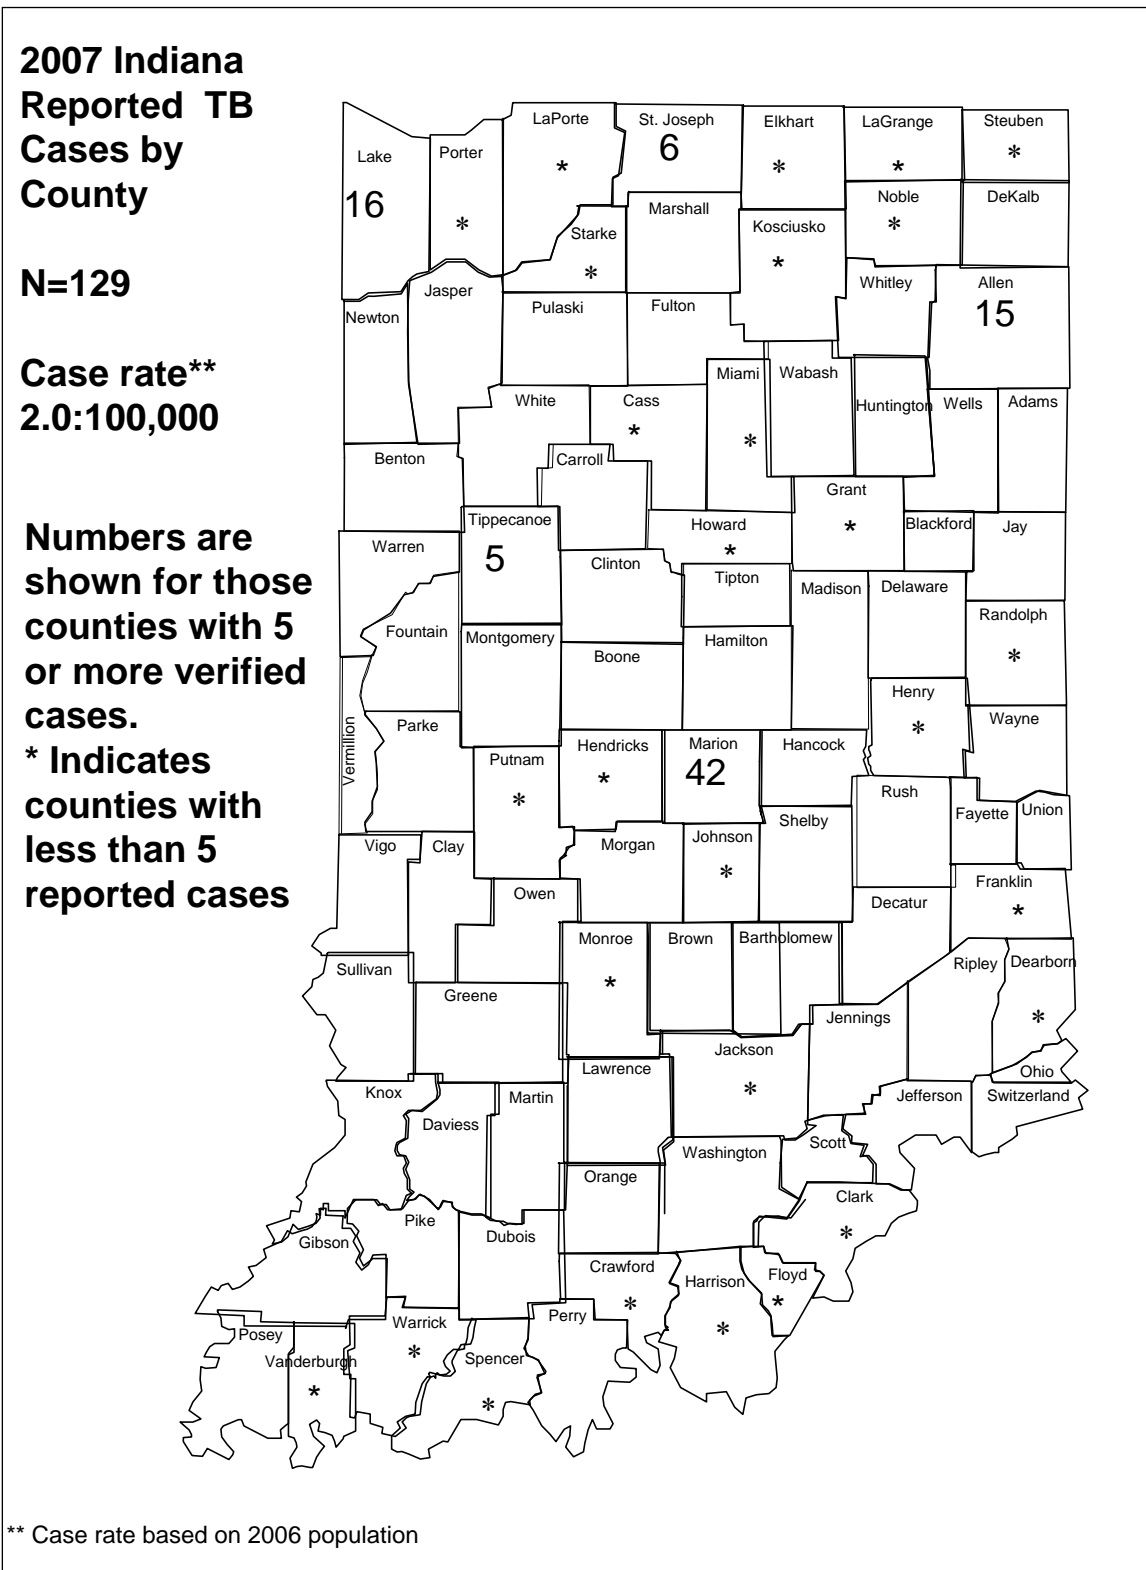 2007 Indiana
Reported TB
Cases by
County
N=129
Case rate**
2.0:100,000
Numbers are
shown for those
counties with 5
or more verified
cases.
* Indicates
counties with
less than 5
reported cases
Lake
16
Porter
*
LaPorte
*
St. Joseph
6
Elkhart
*
LaGrange
*
Steuben
*
Starke
*
Marshall
Kosciusko
*
Noble
*
DeKalb
Newton
Jasper
Pulaski
Fulton
Whitley
Allen
15
White
Cass
*
Miami
*
Wabash
Huntington
Wells
Adams
Benton
Carroll
Grant
*
Blackford
Jay
Warren
Tippecanoe
5
Clinton
Howard
*
Tipton
Madison
Delaware
Randolph
*
Fountain
Montgomery
Boone
Hamilton
Henry
*
Wayne
Vermillion
Parke
Putnam
*
Hendricks
*
Marion
42
Hancock
Rush
Fayette
Union
Vigo
Clay
Owen
Morgan
Johnson
*
Shelby
Decatur
Franklin
*
Sullivan
Greene
Monroe
*
Brown
Bartholomew
Jennings
Ripley
Dearborn
*
Ohio
Knox
Daviess
Martin
Lawrence
Jackson
*
Jefferson
Switzerland
Scott
Washington
Orange
Clark
*
Gibson
Pike
Dubois
Crawford
*
Harrison
*
Floyd
*
Posey
Vanderburgh
*
Warrick
*
Spencer
*
Perry
** Case rate based on 2006 population